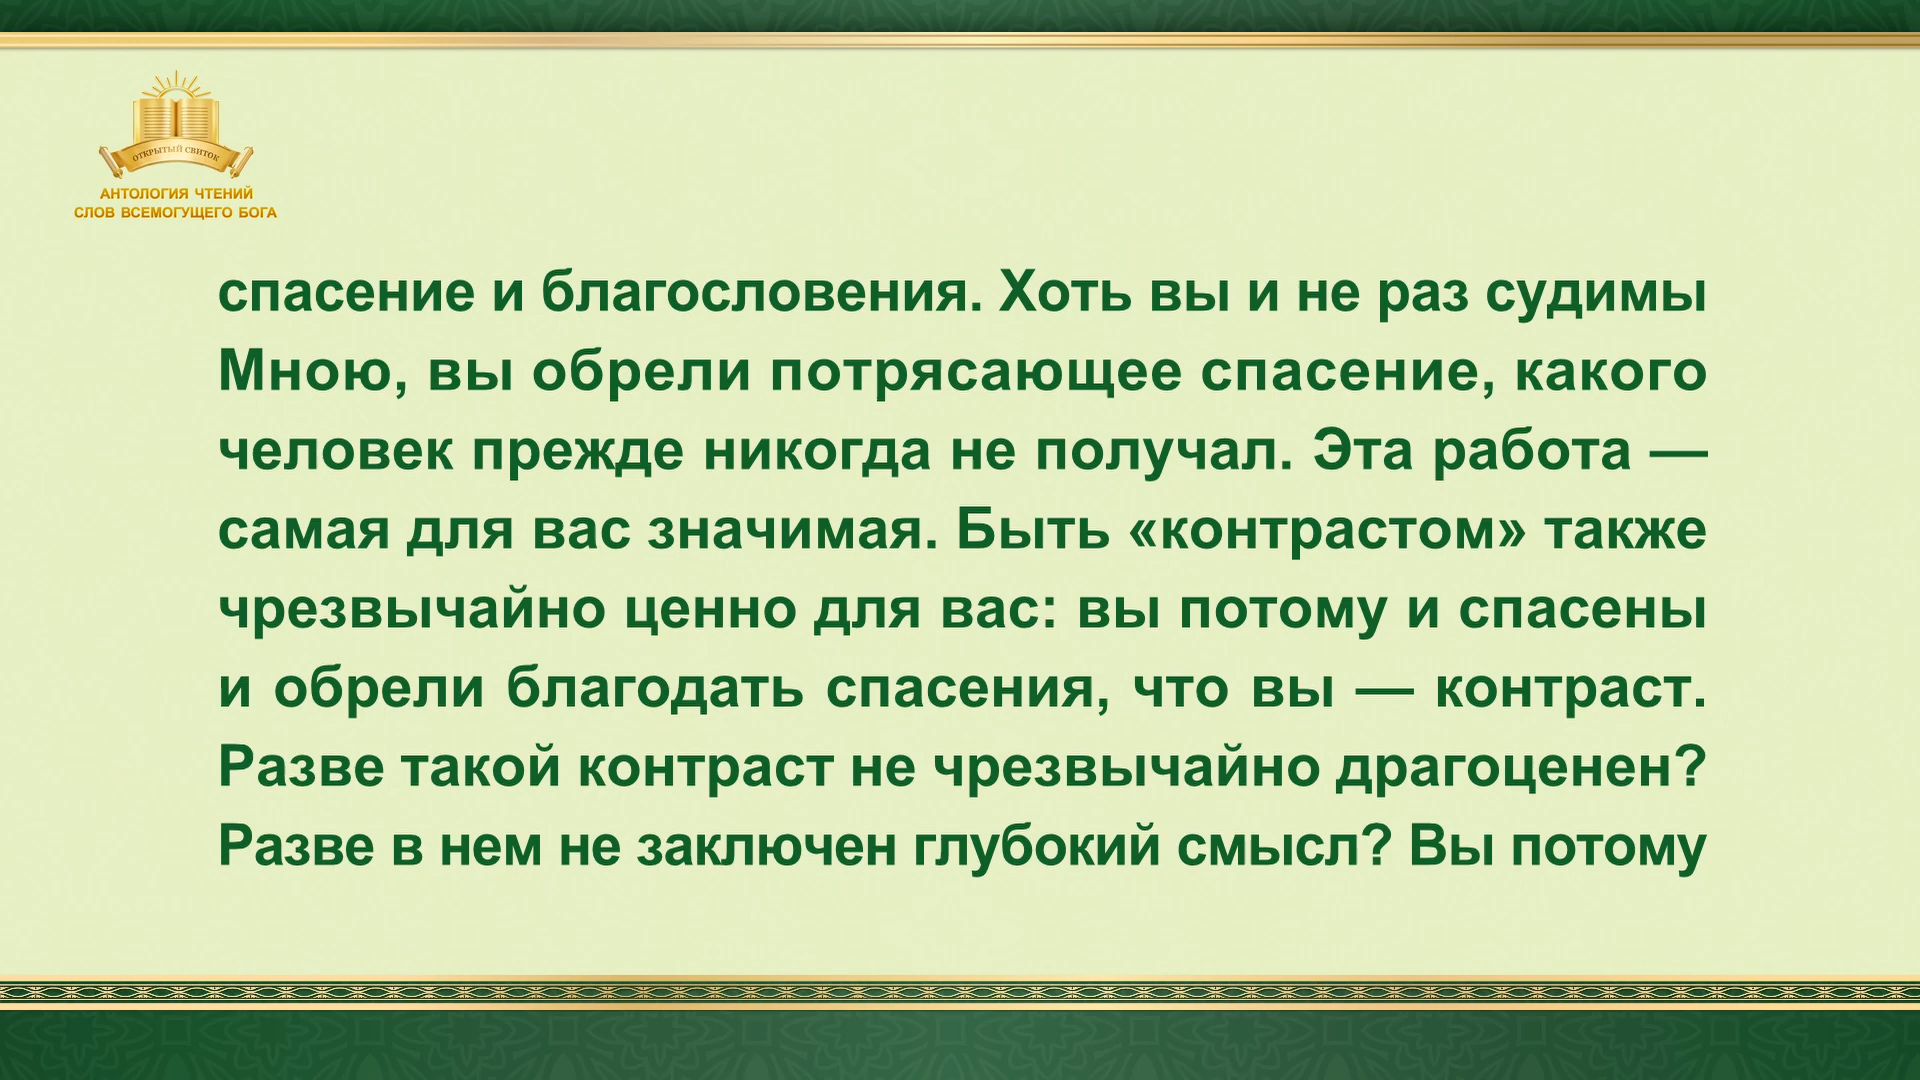 ОТКРЫТЫЙ СВИТОК
АНТОЛОГИЯ ЧТЕНИЙ
СЛОВ ВСЕМОГУЩЕГО БОГА
спасение и благословения. Хоть вы и не раз судимы
Мною, вы обрели потрясающее спасение, какого
человек прежде никогда не получал. Эта работа —
самая для вас значимая. Быть «контрастом» также
чрезвычайно ценно для вас: вы потому и спасены
и обрели благодать спасения, что вы — контраст.
Разве такой контраст не чрезвычайно драгоценен?
Разве в нем не заключен глубокий смысл? Вы потому